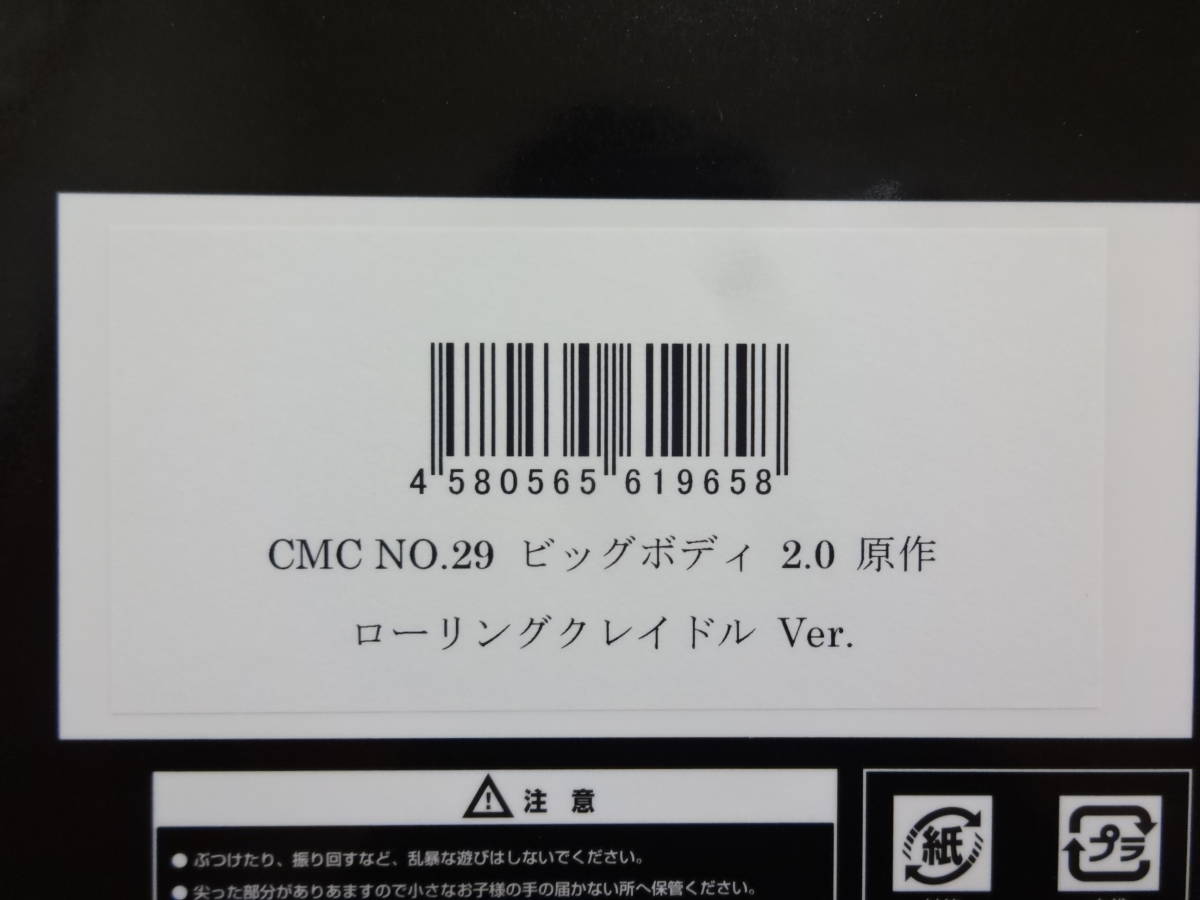 4 580565 619658
CMC NO.29 ビッグボディ 2.0 原作
ローリングクレイドル Ver.
注 意
●ぶつけたり、振り回すなど、乱暴な遊びはしないでください。
●尖った部分がありあますので小さなお子様の手の届かない所へ保管ください。
紙
プラ